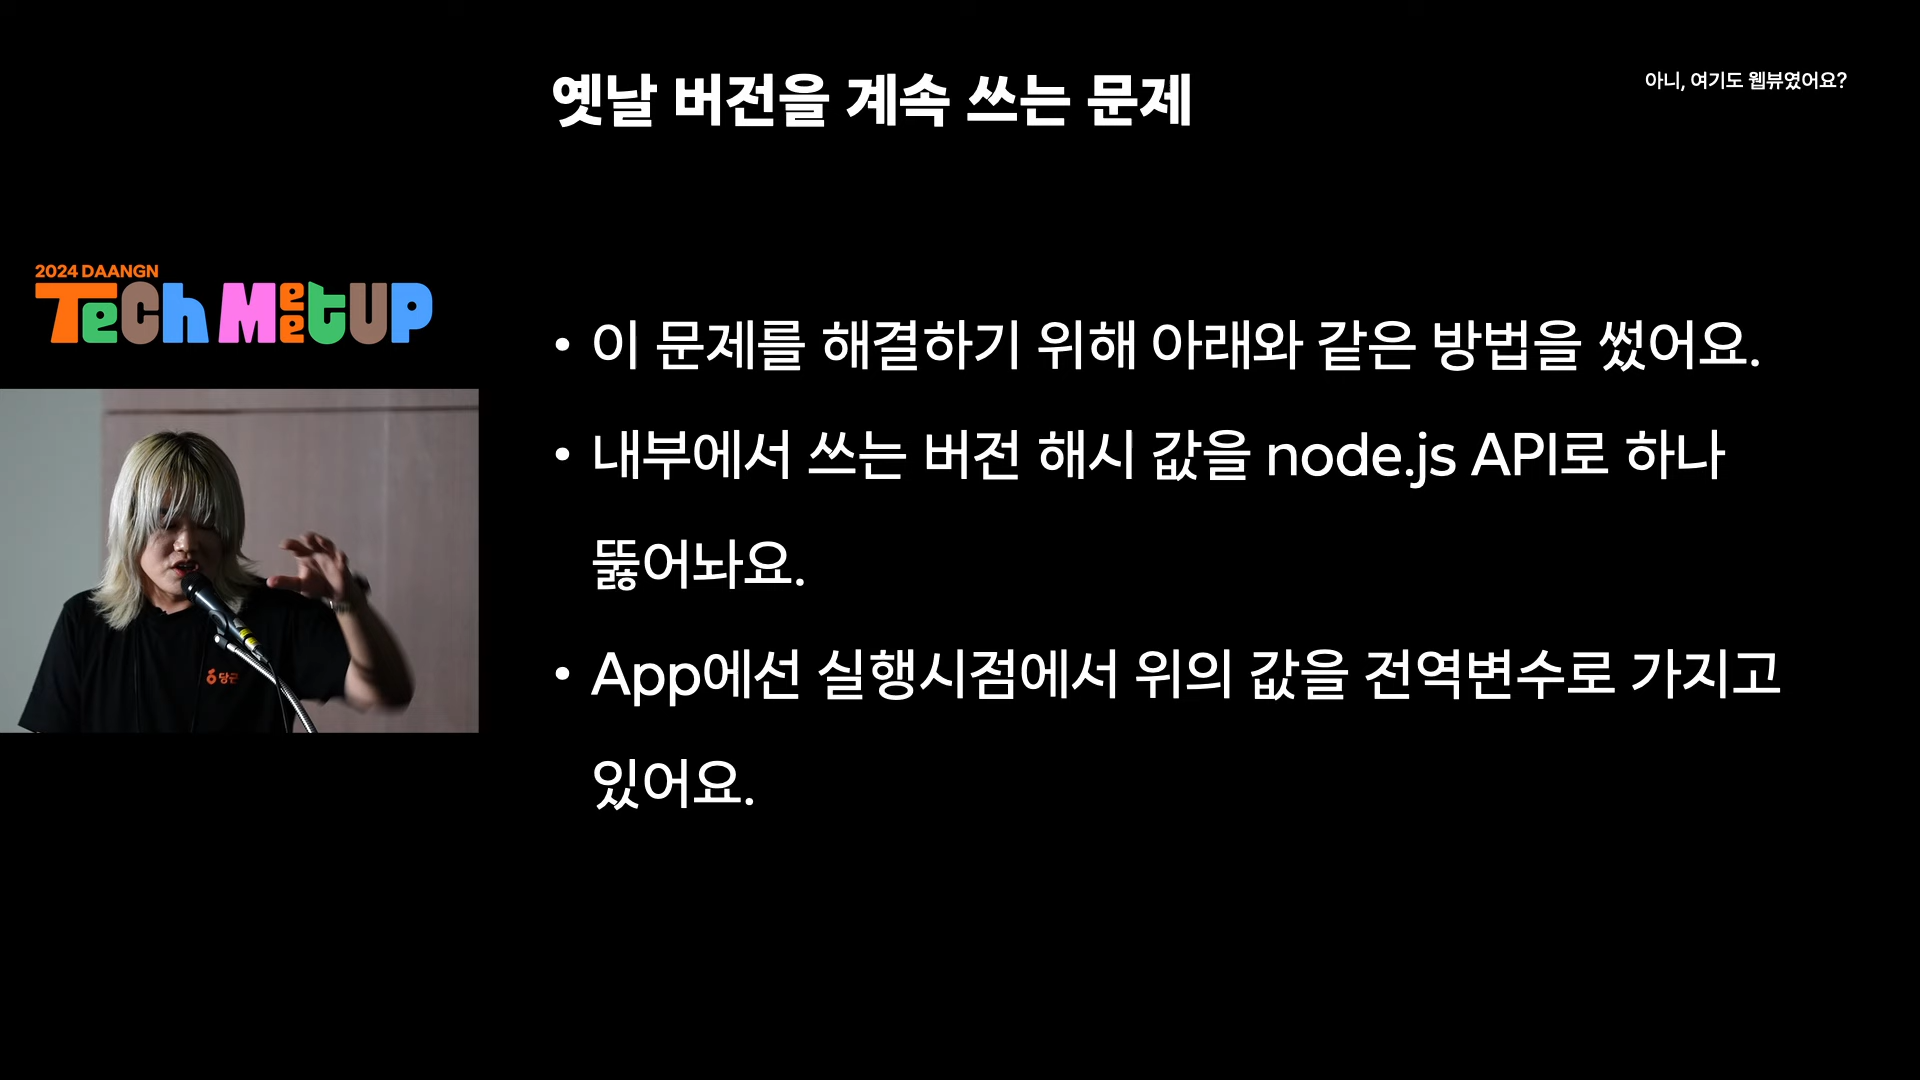 옛날 버전을 계속 쓰는 문제
아니, 여기도 웹뷰였어요?
2024 DAANGN
TeCh MeetUP
당근
• 이 문제를 해결하기 위해 아래와 같은 방법을 썼어요.
• 내부에서 쓰는 버전 해시 값을 node.js API로 하나
뚫어놔요.
• App에선 실행시점에서 위의 값을 전역변수로 가지고
있어요.